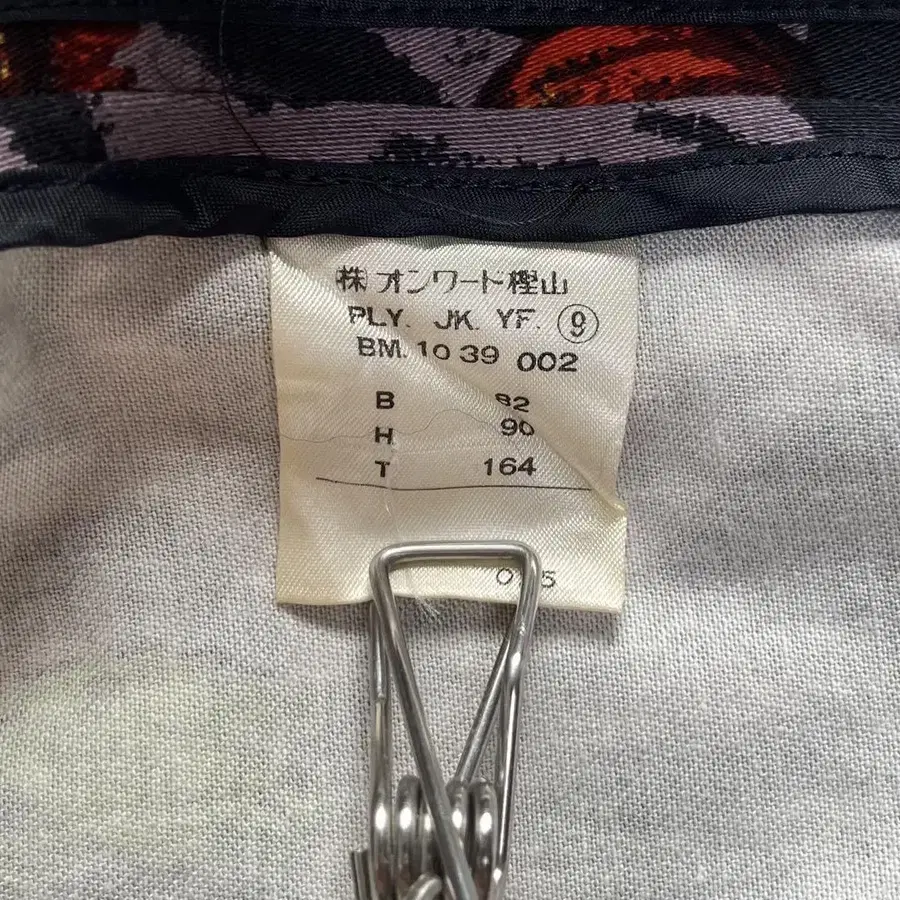 ㈱オンワード樫山
PLY. JK. YF. ⑨
BM. 10 39 002
B 82
H 90
T 164